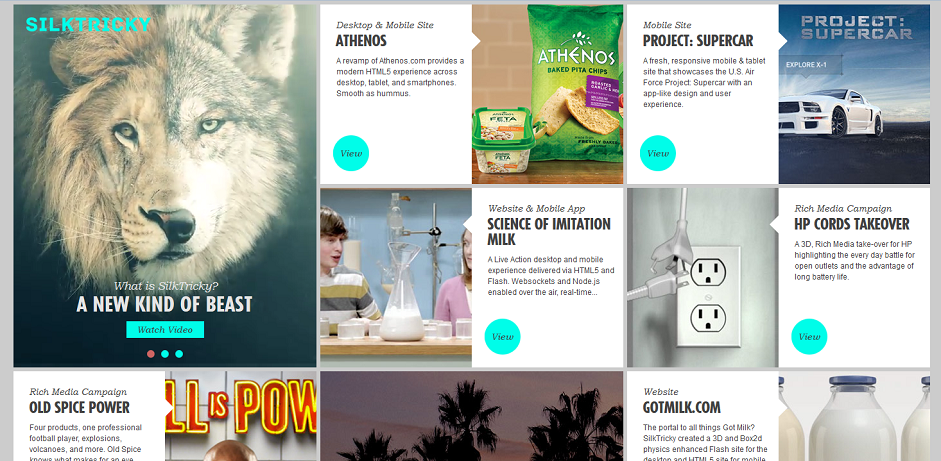 SILKTRICKY
What is SilkTricky?
A NEW KIND OF BEAST
Watch Video
Desktop & Mobile Site
ATHENOS
A revamp of Athenos.com provides a
modern HTML5 experience across
desktop, tablet, and smartphones.
Smooth as hummus.
View
ATHENOS
BAKED PITA CHIPS
ROASTED
GARLIC &
FRESHLY BAKED
FETA
FETA
Mobile Site
PROJECT: SUPERCAR
A fresh, responsive mobile & tablet
site that showcases the U.S. Air
Force Project: Supercar with an
app-like design and user
experience.
View
PROJECT:
SUPERCAR
EXPLORE X-1
Website & Mobile App
SCIENCE OF IMITATION
MILK
A Live Action desktop and mobile
experience delivered via HTML5 and
Flash. Websockets and Node.js
enabled over the air, real-time...
View
Rich Media Campaign
HP CORDS TAKEOVER
A 3D, Rich Media take-over for HP
highlighting the every day battle for
open outlets and the advantage of
long battery life.
View
Rich Media Campaign
OLD SPICE POWER
Four products, one professional
football player, explosions,
volcanoes, and more. Old Spice
knows what makes for an eye
LL IS POW
Website
GOTMILK.COM
The portal to all things Got Milk?
SilkTricky created a 3D and Box2d
physics enhanced Flash site for the
desktop and HTML5 site for mobile